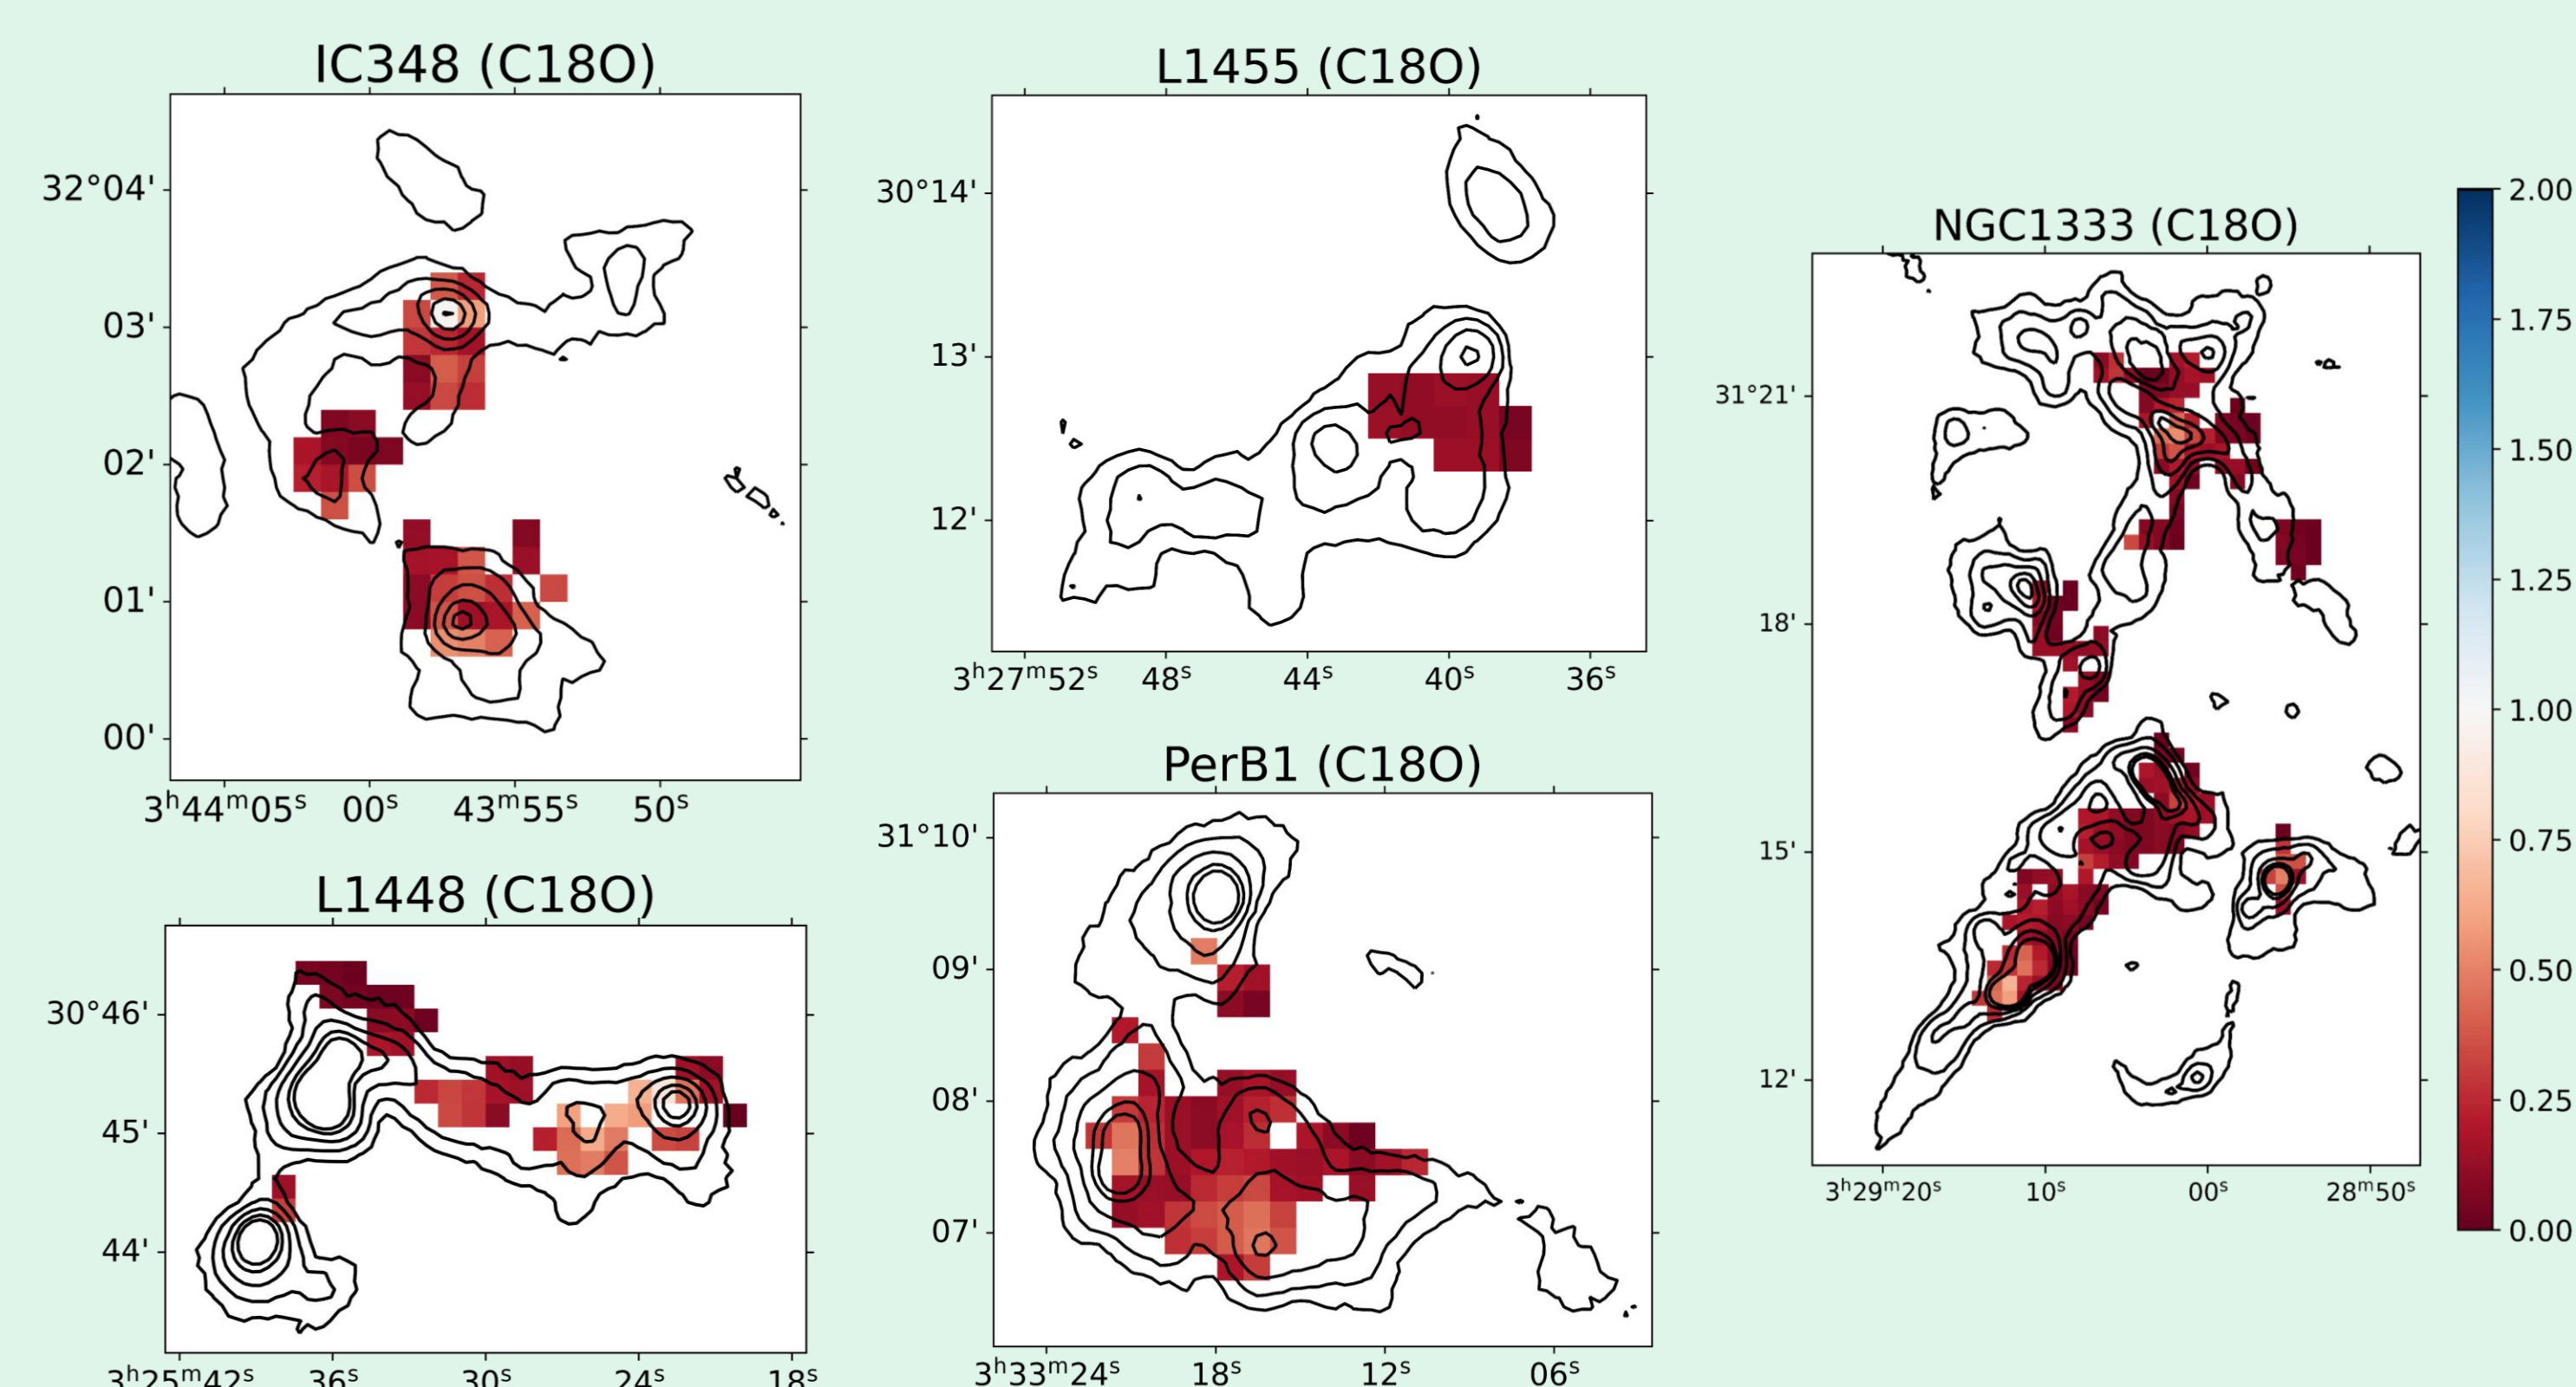 IC348 (C18O)
32°04'
03'
02'
01'
00'
3h44m05s 00s 43m55s 50s
L1455 (C18O)
30°14'
13'
12'
3h27m52s 48s 44s 40s 36s
NGC1333 (C18O)
31°21'
18'
15'
12'
3h29m20s 10s 00s 28m50s
2.00
1.75
1.50
1.25
1.00
0.75
0.50
0.25
0.00
L1448 (C18O)
30°46'
45'
44'
3h25m42s 36s 30s 24s 18s
PerB1 (C18O)
31°10'
09'
08'
07'
3h33m24s 18s 12s 06s